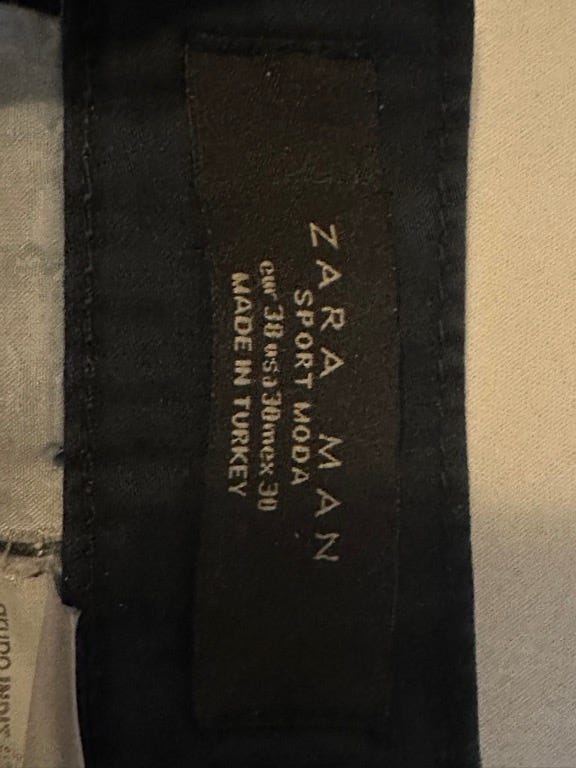 ZARA MAN
SPORT MODA
eur 38 usa 30 mex 30
MADE IN TURKEY